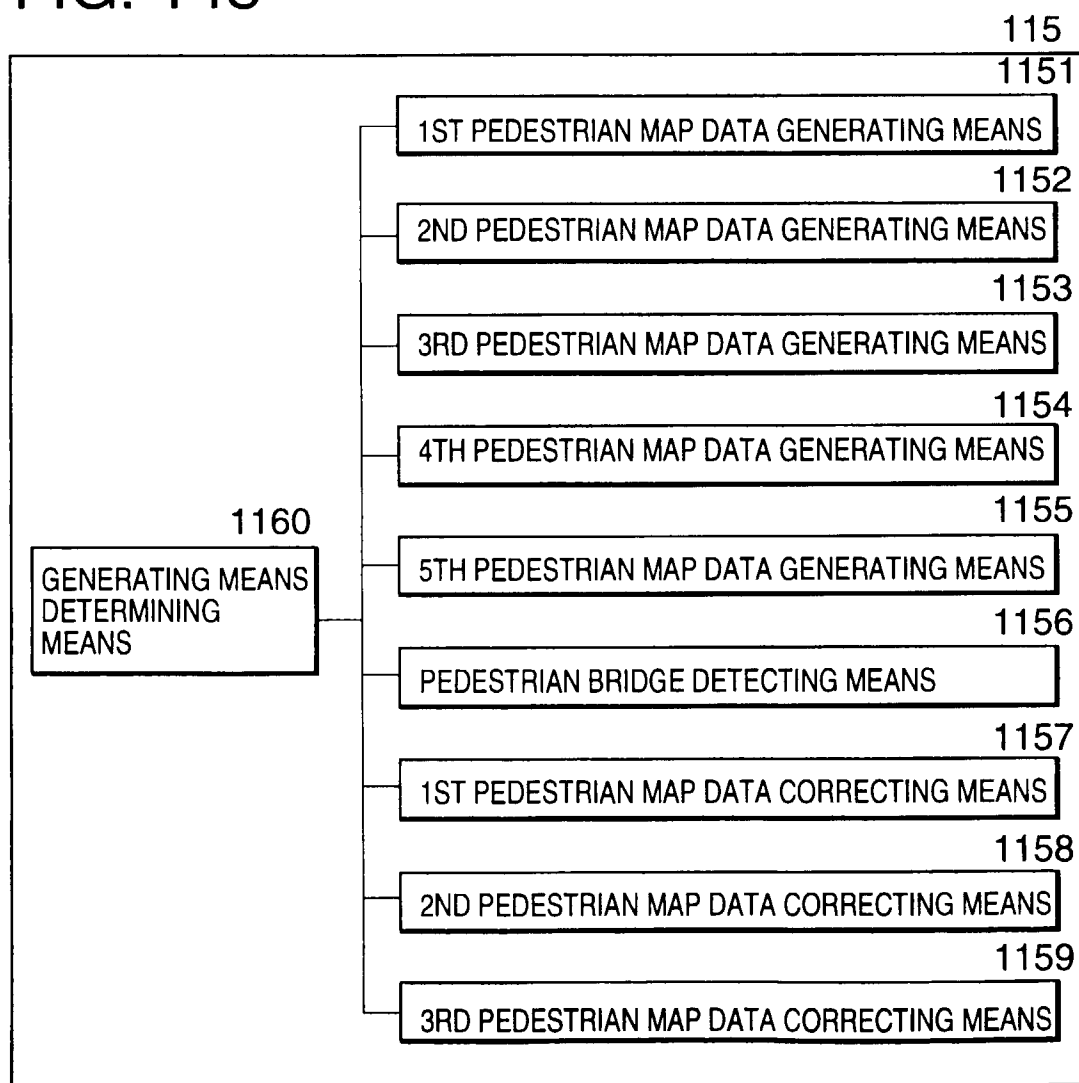 115
1151
1ST PEDESTRIAN MAP DATA GENERATING MEANS
1152
2ND PEDESTRIAN MAP DATA GENERATING MEANS
1153
3RD PEDESTRIAN MAP DATA GENERATING MEANS
1154
4TH PEDESTRIAN MAP DATA GENERATING MEANS
1155
5TH PEDESTRIAN MAP DATA GENERATING MEANS
1160
GENERATING MEANS
DETERMINING
MEANS
1156
PEDESTRIAN BRIDGE DETECTING MEANS
1157
1ST PEDESTRIAN MAP DATA CORRECTING MEANS
1158
2ND PEDESTRIAN MAP DATA CORRECTING MEANS
1159
3RD PEDESTRIAN MAP DATA CORRECTING MEANS